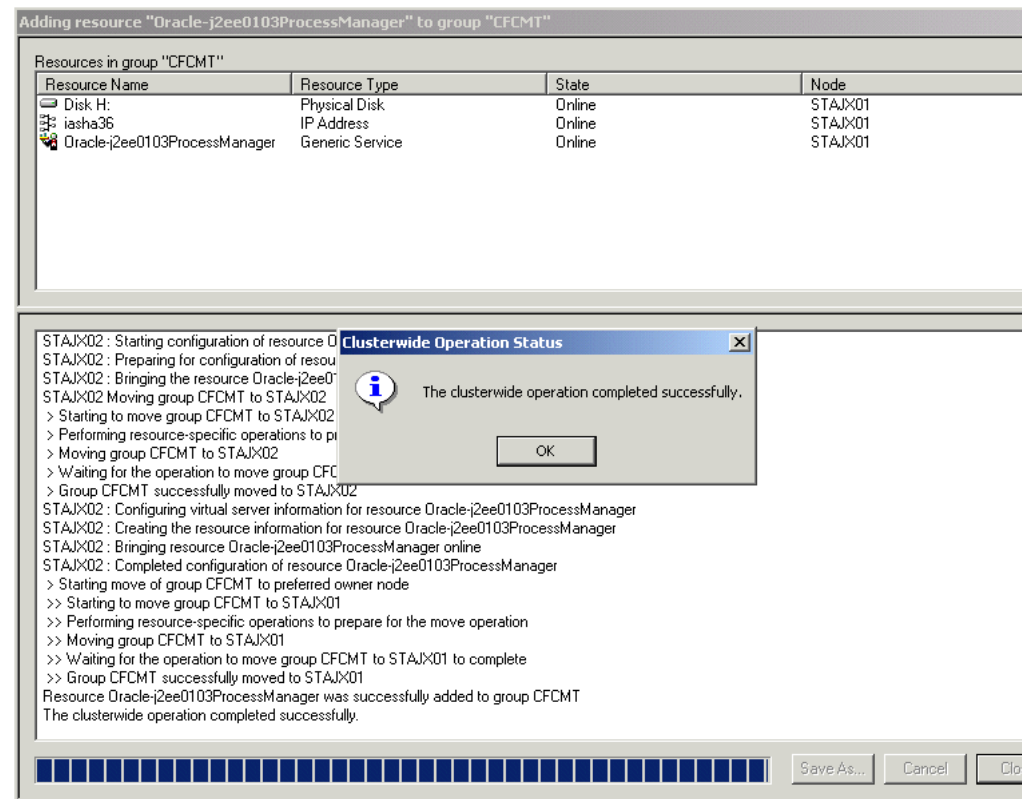 Adding resource "Oracle-j2ee0103ProcessManager" to group "CFCMT"
Resources in group "CFCMT"
Resource Name Resource Type State Node
Disk H: Physical Disk Online STAJX01
iasha36 IP Address Online STAJX01
Oracle-j2ee0103ProcessManager Generic Service Online STAJX01
STAJX02 : Starting configuration of resource O
STAJX02 : Preparing for configuration of resou
STAJX02 : Bringing the resource Oracle-j2ee01
STAJX02 Moving group CFCMT to STAJX02
> Starting to move group CFCMT to STAJX02
> Performing resource-specific operations to pr
> Moving group CFCMT to STAJX02
> Waiting for the operation to move group CFC
> Group CFCMT successfully moved to STAJX02
STAJX02 : Configuring virtual server information for resource Oracle-j2ee0103ProcessManager
STAJX02 : Creating the resource information for resource Oracle-j2ee0103ProcessManager
STAJX02 : Bringing resource Oracle-j2ee0103ProcessManager online
STAJX02 : Completed configuration of resource Oracle-j2ee0103ProcessManager
> Starting move of group CFCMT to preferred owner node
>> Starting to move group CFCMT to STAJX01
>> Performing resource-specific operations to prepare for the move operation
>> Moving group CFCMT to STAJX01
>> Waiting for the operation to move group CFCMT to STAJX01 to complete
>> Group CFCMT successfully moved to STAJX01
Resource Oracle-j2ee0103ProcessManager was successfully added to group CFCMT
The clusterwide operation completed successfully.
Clusterwide Operation Status
The clusterwide operation completed successfully.
OK
Save As... Cancel Clo